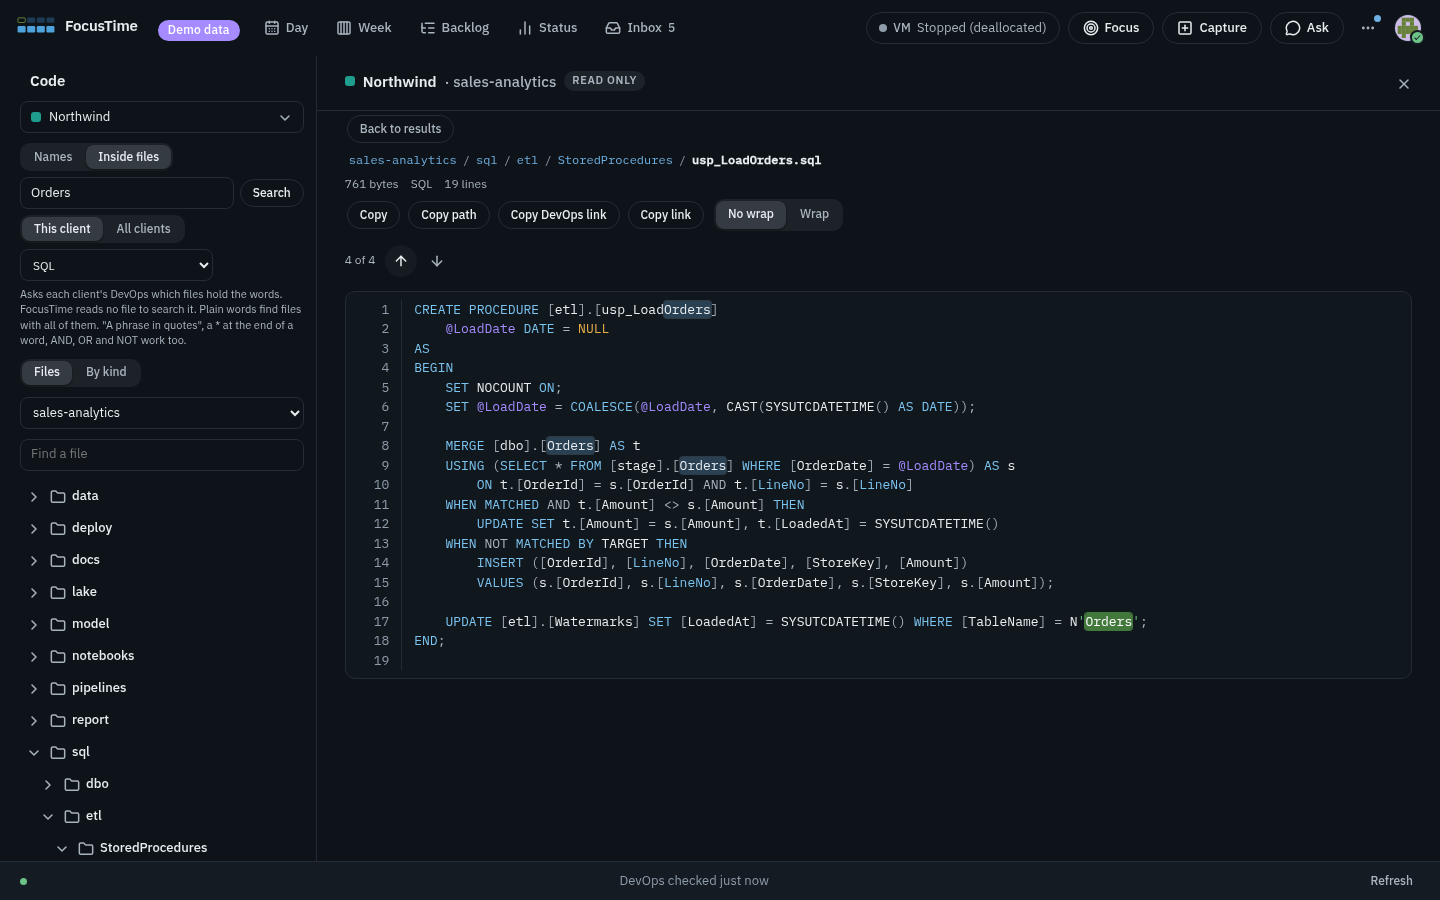 FocusTime
Demo data
Day
Week
Backlog
Status
Inbox 5
VM Stopped (deallocated)
Focus
Capture
Ask
Code
Northwind
Names
Inside files
Orders
Search
This client
All clients
SQL
Asks each client's DevOps which files hold the words.
FocusTime reads no file to search it. Plain words find files
with all of them. "A phrase in quotes", a * at the end of a
word, AND, OR and NOT work too.
Files
By kind
sales-analytics
Find a file
data
deploy
docs
lake
model
notebooks
pipelines
report
sql
dbo
etl
StoredProcedures
Northwind · sales-analytics READ ONLY
Back to results
sales-analytics / sql / etl / StoredProcedures / usp_LoadOrders.sql
761 bytes SQL 19 lines
Copy
Copy path
Copy DevOps link
Copy link
No wrap
Wrap
4 of 4
1 CREATE PROCEDURE [etl].[usp_LoadOrders]
2     @LoadDate DATE = NULL
3 AS
4 BEGIN
5     SET NOCOUNT ON;
6     SET @LoadDate = COALESCE(@LoadDate, CAST(SYSUTCDATETIME() AS DATE));
7
8     MERGE [dbo].[Orders] AS t
9     USING (SELECT * FROM [stage].[Orders] WHERE [OrderDate] = @LoadDate) AS s
10         ON t.[OrderId] = s.[OrderId] AND t.[LineNo] = s.[LineNo]
11     WHEN MATCHED AND t.[Amount] <> s.[Amount] THEN
12         UPDATE SET t.[Amount] = s.[Amount], t.[LoadedAt] = SYSUTCDATETIME()
13     WHEN NOT MATCHED BY TARGET THEN
14         INSERT ([OrderId], [LineNo], [OrderDate], [StoreKey], [Amount])
15         VALUES (s.[OrderId], s.[LineNo], s.[OrderDate], s.[StoreKey], s.[Amount]);
16
17     UPDATE [etl].[Watermarks] SET [LoadedAt] = SYSUTCDATETIME() WHERE [TableName] = N'Orders';
18 END;
19
DevOps checked just now
Refresh